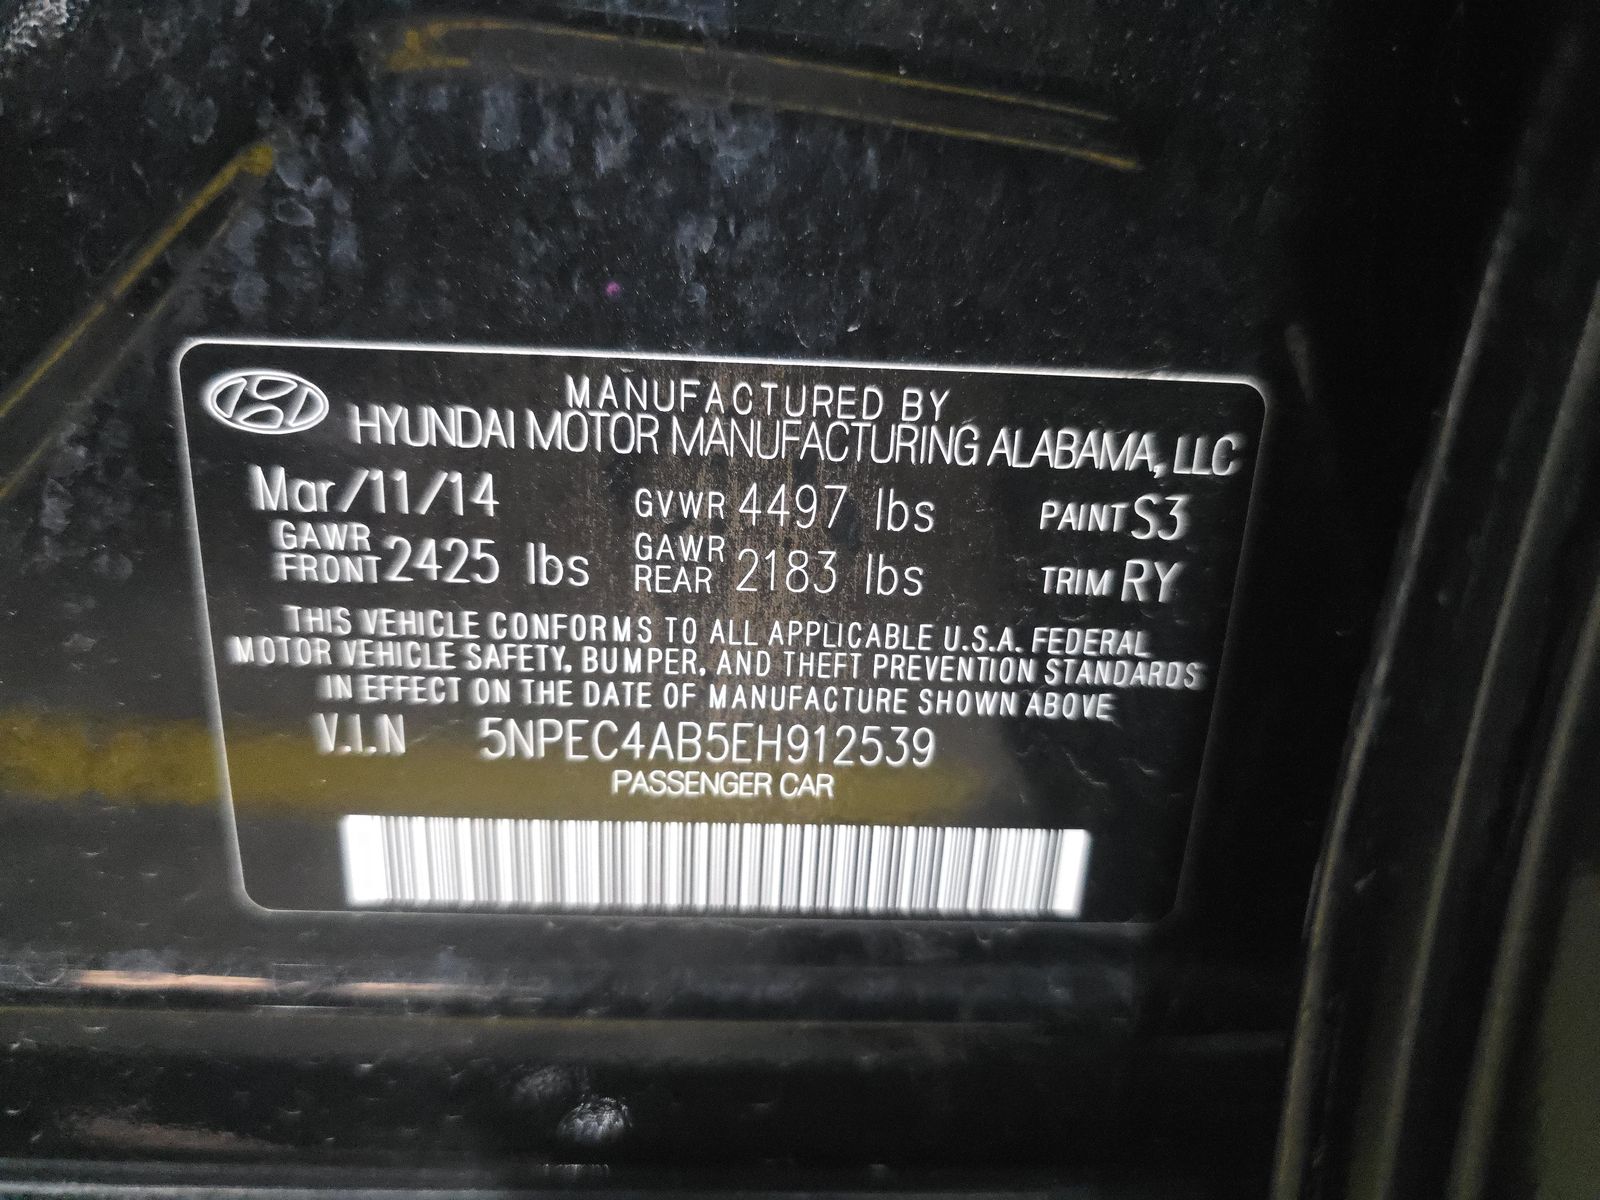 MANUFACTURED BY
HYUNDAI MOTOR MANUFACTURING ALABAMA, LLC
Mar/11/14 GVWR 4497 lbs PAINT S3
GAWR FRONT 2425 lbs GAWR REAR 2183 lbs TRIM RY
THIS VEHICLE CONFORMS TO ALL APPLICABLE U.S.A. FEDERAL
MOTOR VEHICLE SAFETY, BUMPER, AND THEFT PREVENTION STANDARDS
IN EFFECT ON THE DATE OF MANUFACTURE SHOWN ABOVE
V.I.N 5NPEC4AB5EH912539
PASSENGER CAR